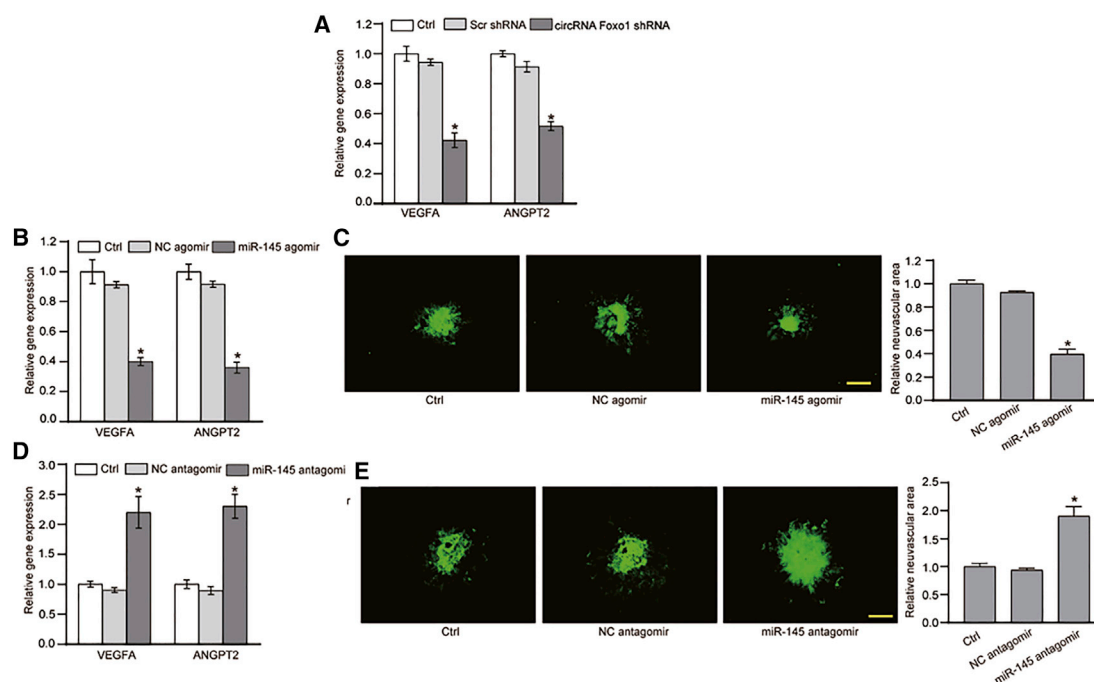 A
Ctrl Scr shRNA circRNA Foxo1 shRNA
Relative gene expression
1.2
1.0
0.8
0.6
0.4
0.2
0.0
*
*
VEGFA ANGPT2
B
Ctrl NC agomir miR-145 agomir
Relative gene expression
1.2
1.0
0.8
0.6
0.4
0.2
0.0
*
*
VEGFA ANGPT2
C
Ctrl NC agomir miR-145 agomir
Relative neuvascular area
1.2
1.0
0.8
0.6
0.4
0.2
0.0
*
Ctrl
NC agomir
miR-145 agomir
D
Ctrl NC antagomir miR-145 antagomi
r
Relative gene expression
3.0
2.5
2.0
1.5
1.0
0.5
0.0
*
*
VEGFA ANGPT2
E
Ctrl NC antagomir miR-145 antagomir
Relative neuvascular area
2.5
2.0
1.5
1.0
0.5
0.0
*
Ctrl
NC antagomir
miR-145 antagomir